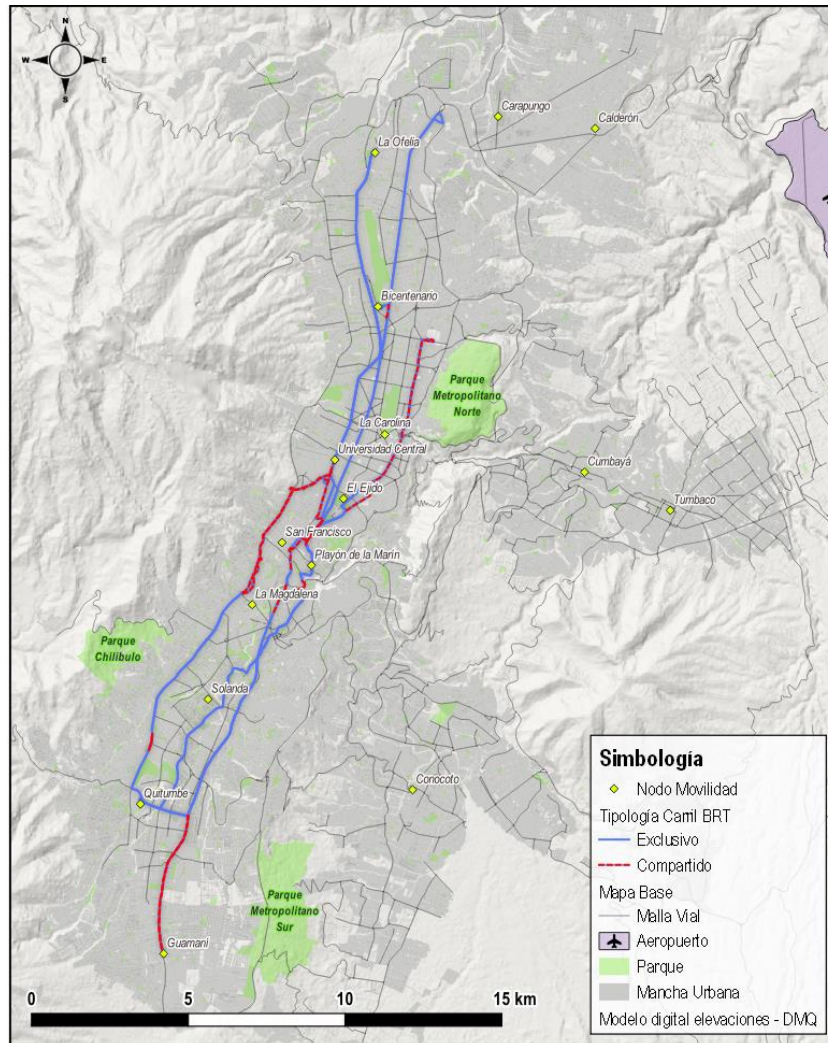 N
W E
S
Carapungo
Calderón
La Ofelia
Bicentenario
Parque
Metropolitano
Norte
La Carolina
Universidad Central
Cumbayá
El Ejido
Tumbaco
San Francisco
Playón de la Marín
La Magdalena
Parque
Chilibulo
Solanda
Conocoto
Quitumbe
Parque
Metropolitano
Sur
Guamaní
Simbología
Nodo Movilidad
Tipología Carril BRT
Exclusivo
Compartido
Mapa Base
Malla Vial
Aeropuerto
Parque
Mancha Urbana
Modelo digital elevaciones - DMQ
0 5 10 15 km